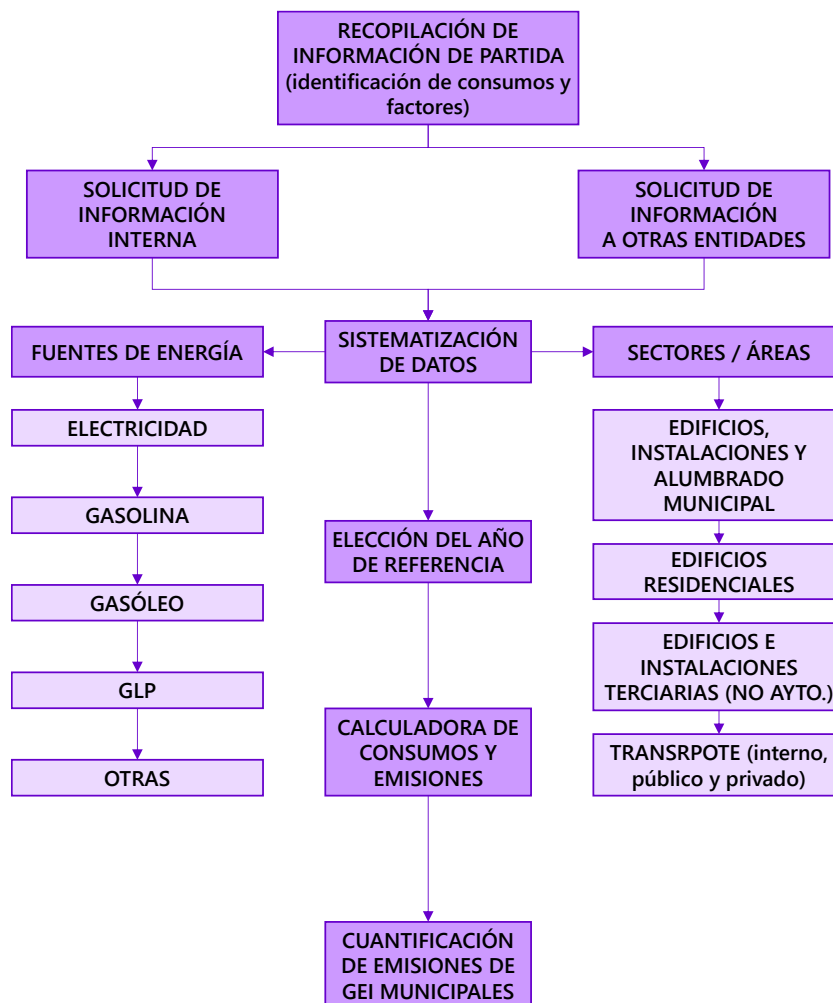 RECOPILACIÓN DE
INFORMACIÓN DE PARTIDA
(identificación de consumos y
factores)
SOLICITUD DE
INFORMACIÓN
INTERNA
SOLICITUD DE
INFORMACIÓN
A OTRAS ENTIDADES
FUENTES DE ENERGÍA
SISTEMATIZACIÓN
DE DATOS
SECTORES / ÁREAS
ELECTRICIDAD
GASOLINA
GASÓLEO
GLP
OTRAS
ELECCIÓN DEL AÑO
DE REFERENCIA
CALCULADORA DE
CONSUMOS Y
EMISIONES
CUANTIFICACIÓN
DE EMISIONES DE
GEI MUNICIPALES
EDIFICIOS,
INSTALACIONES Y
ALUMBRADO
MUNICIPAL
EDIFICIOS
RESIDENCIALES
EDIFICIOS E
INSTALACIONES
TERCIARIAS (NO AYTO.)
TRANSRPOTE (interno,
público y privado)